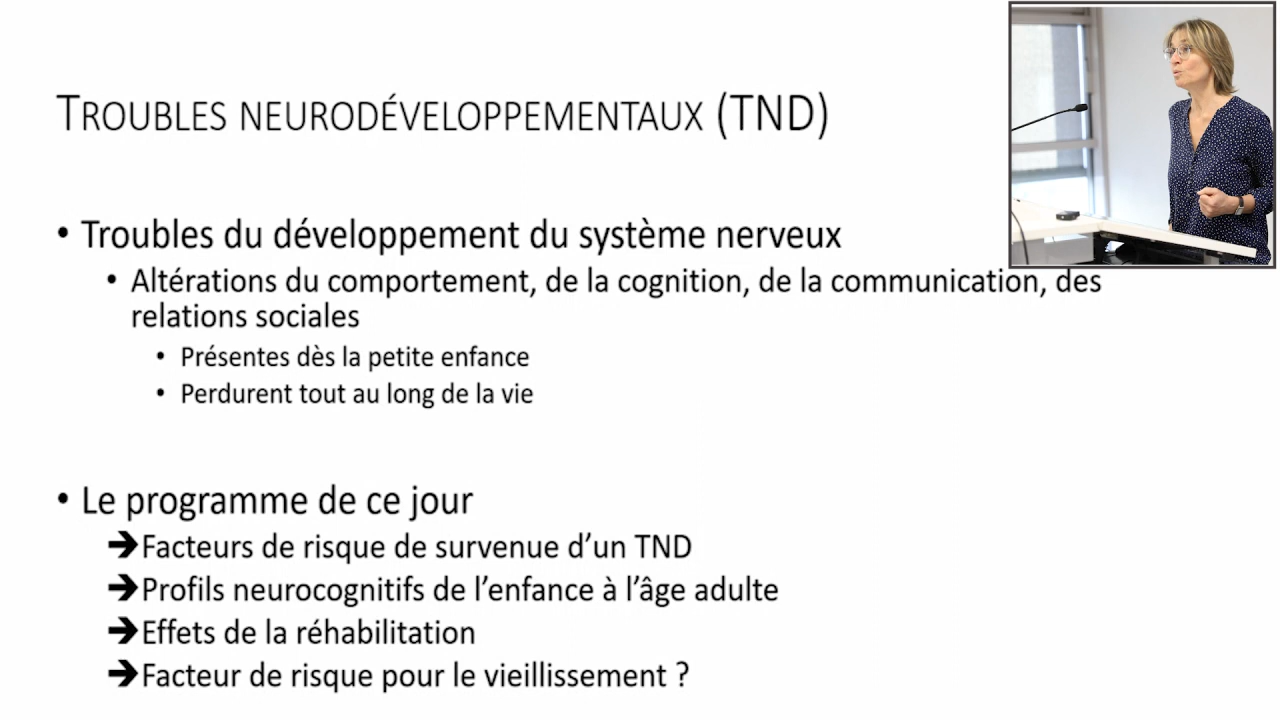 TROUBLES NEURODÉVELOPPEMENTAUX (TND)
• Troubles du développement du système nerveux
• Altérations du comportement, de la cognition, de la communication, des
relations sociales
• Présentes dès la petite enfance
• Perdurent tout au long de la vie
• Le programme de ce jour
➔Facteurs de risque de survenue d’un TND
➔Profils neurocognitifs de l’enfance à l’âge adulte
➔Effets de la réhabilitation
➔Facteur de risque pour le vieillissement ?